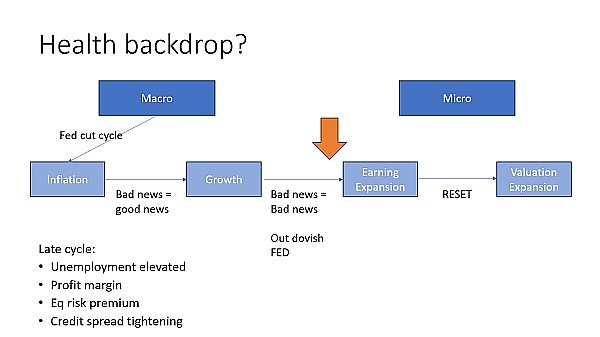 Health backdrop?
Macro
Micro
Fed cut cycle
Inflation
Growth
Earning
Expansion
Valuation
Expansion
Bad news =
good news
Bad news =
Bad news
RESET
Out dovish
FED
Late cycle:
• Unemployment elevated
• Profit margin
• Eq risk premium
• Credit spread tightening